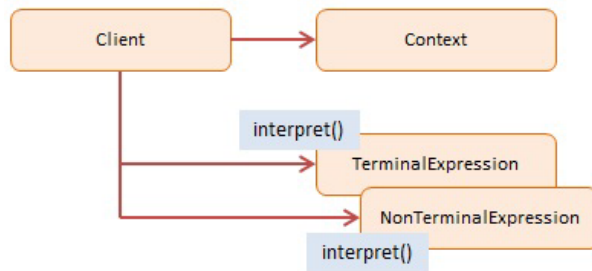 Client
Context
interpret()
TerminalExpression
NonTerminalExpression
interpret()